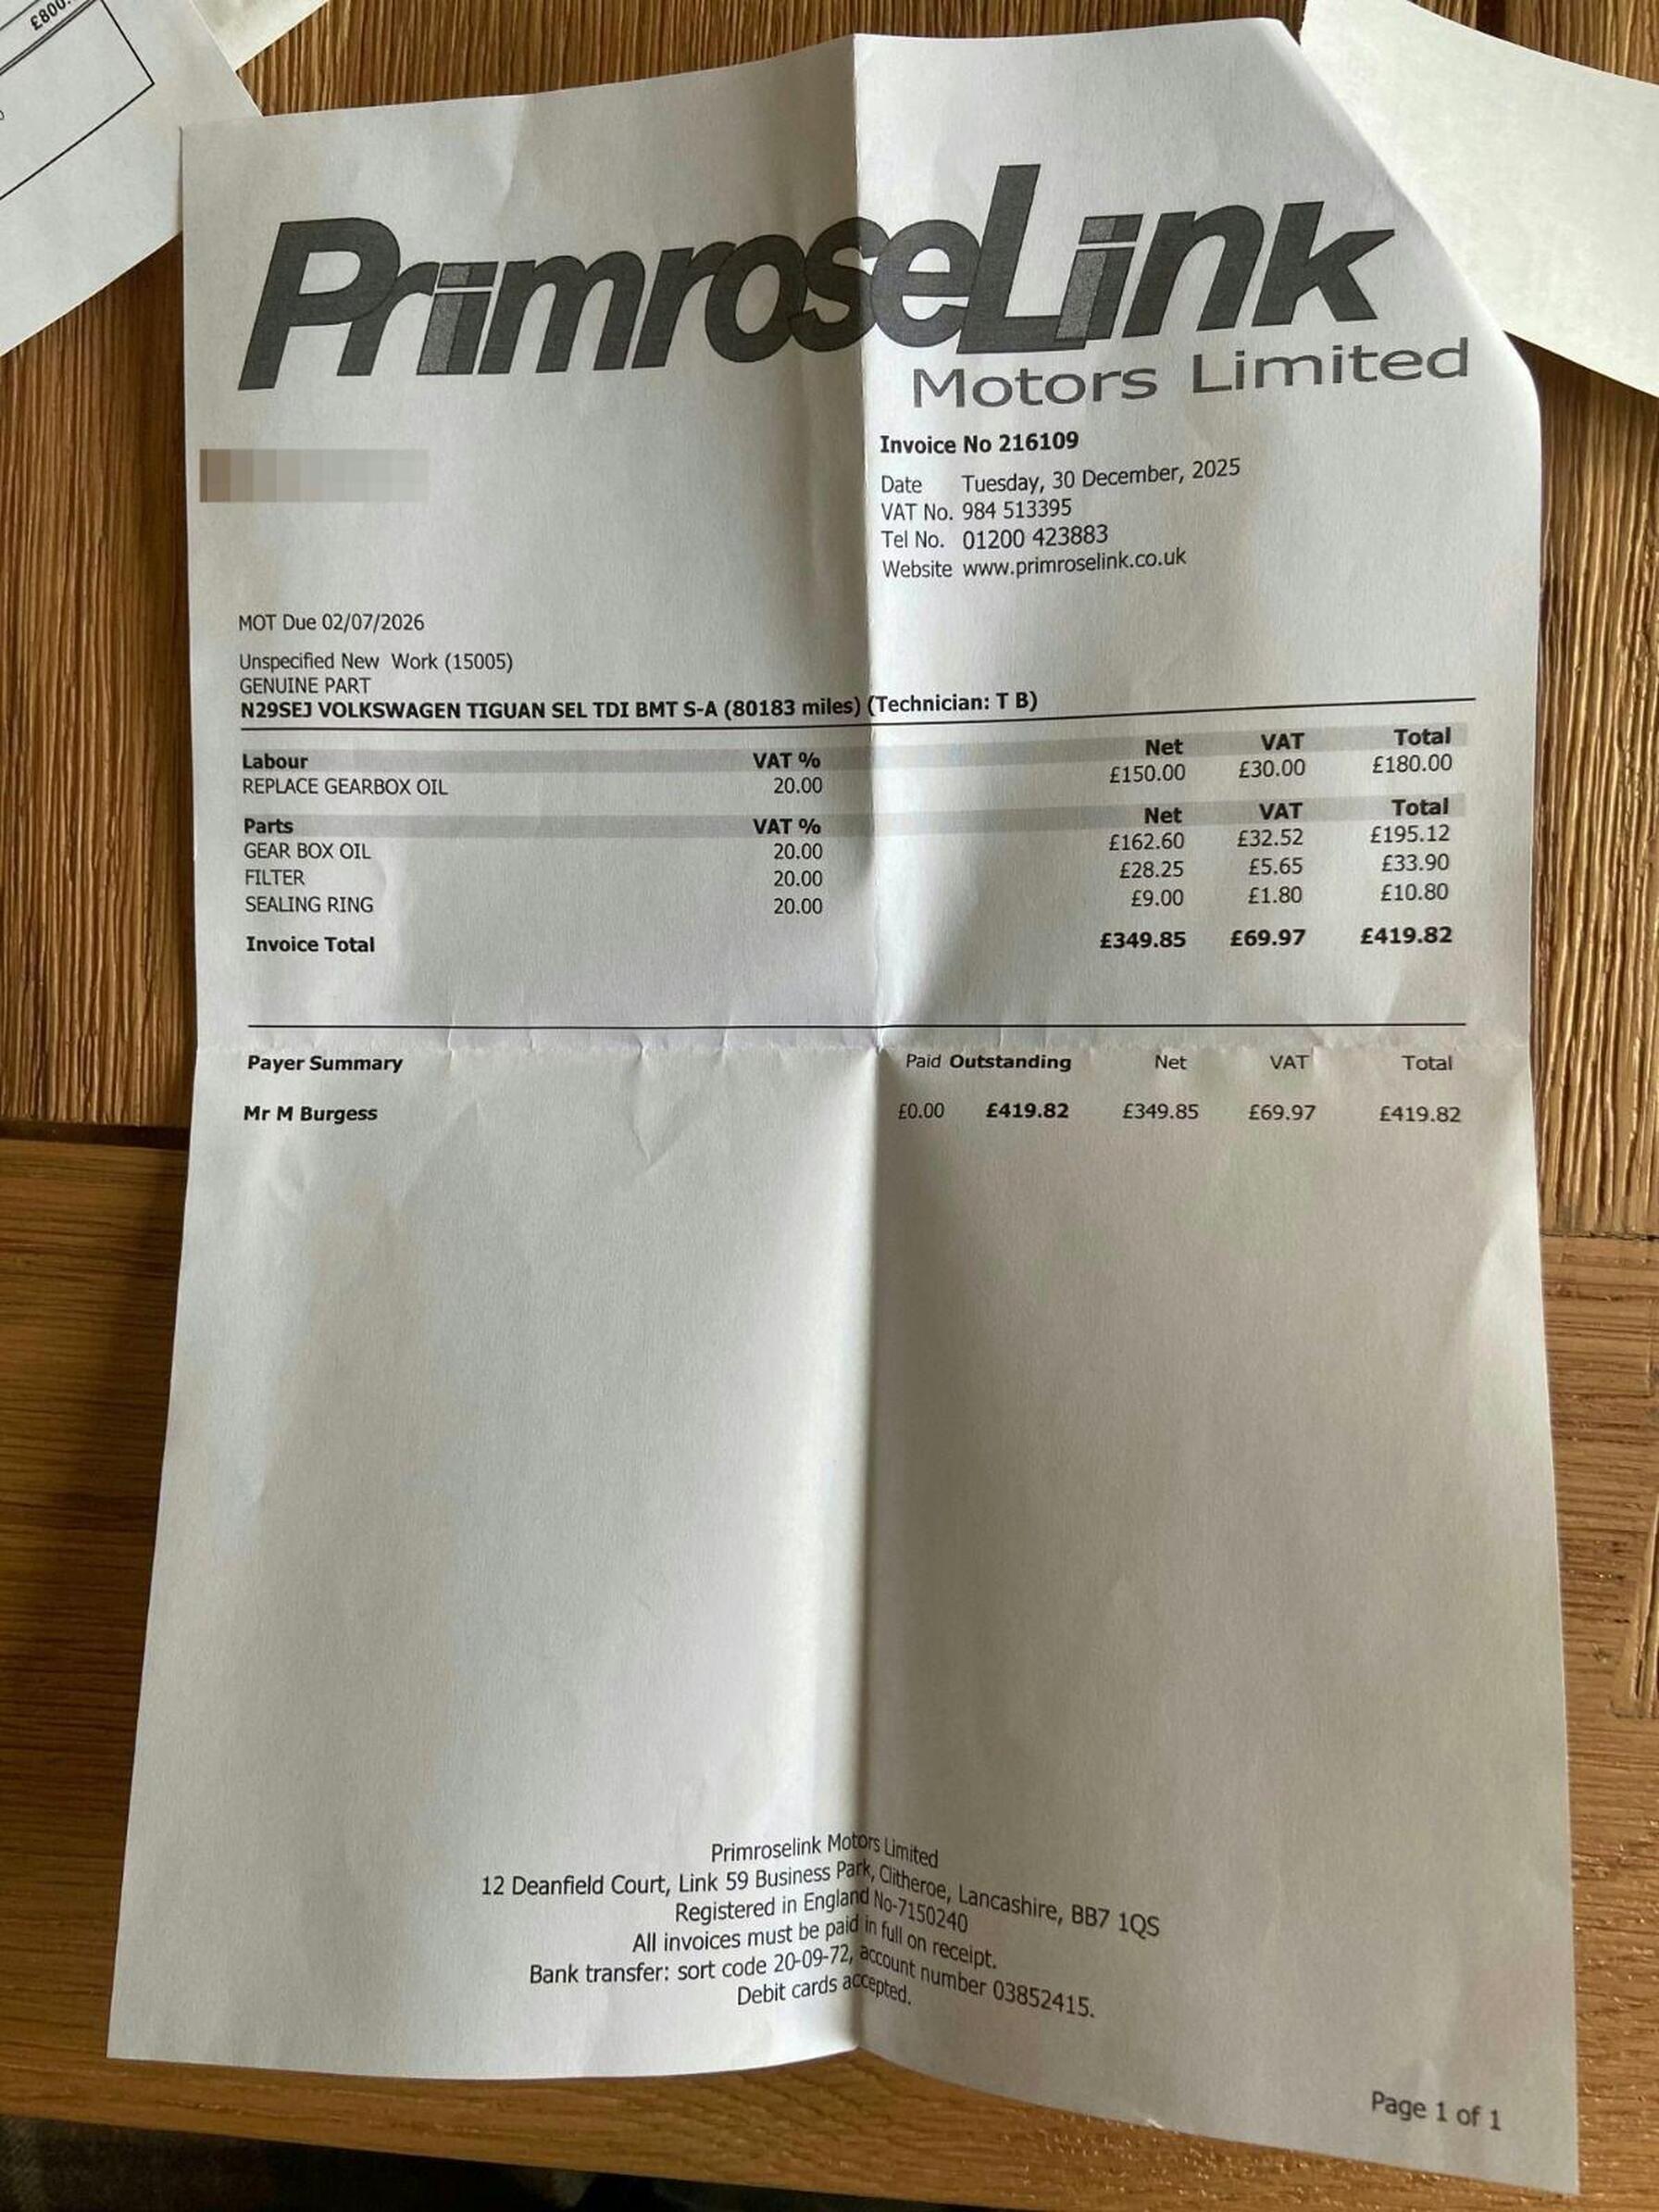 £800.
PrimroseLink
Motors Limited
Invoice No 216109
Date Tuesday, 30 December, 2025
VAT No. 984 513395
Tel No. 01200 423883
Website www.primroselink.co.uk
MOT Due 02/07/2026
Unspecified New Work (15005)
GENUINE PART
N29SEJ VOLKSWAGEN TIGUAN SEL TDI BMT S-A (80183 miles) (Technician: T B)
Labour VAT % Net VAT Total
REPLACE GEARBOX OIL 20.00 £150.00 £30.00 £180.00
Parts VAT % Net VAT Total
GEAR BOX OIL 20.00 £162.60 £32.52 £195.12
FILTER 20.00 £28.25 £5.65 £33.90
SEALING RING 20.00 £9.00 £1.80 £10.80
Invoice Total £349.85 £69.97 £419.82
Payer Summary Paid Outstanding Net VAT Total
Mr M Burgess £0.00 £419.82 £349.85 £69.97 £419.82
Primroselink Motors Limited
12 Deanfield Court, Link 59 Business Park, Clitheroe, Lancashire, BB7 1QS
Registered in England No-7150240
All invoices must be paid in full on receipt.
Bank transfer: sort code 20-09-72, account number 03852415.
Debit cards accepted.
Page 1 of 1